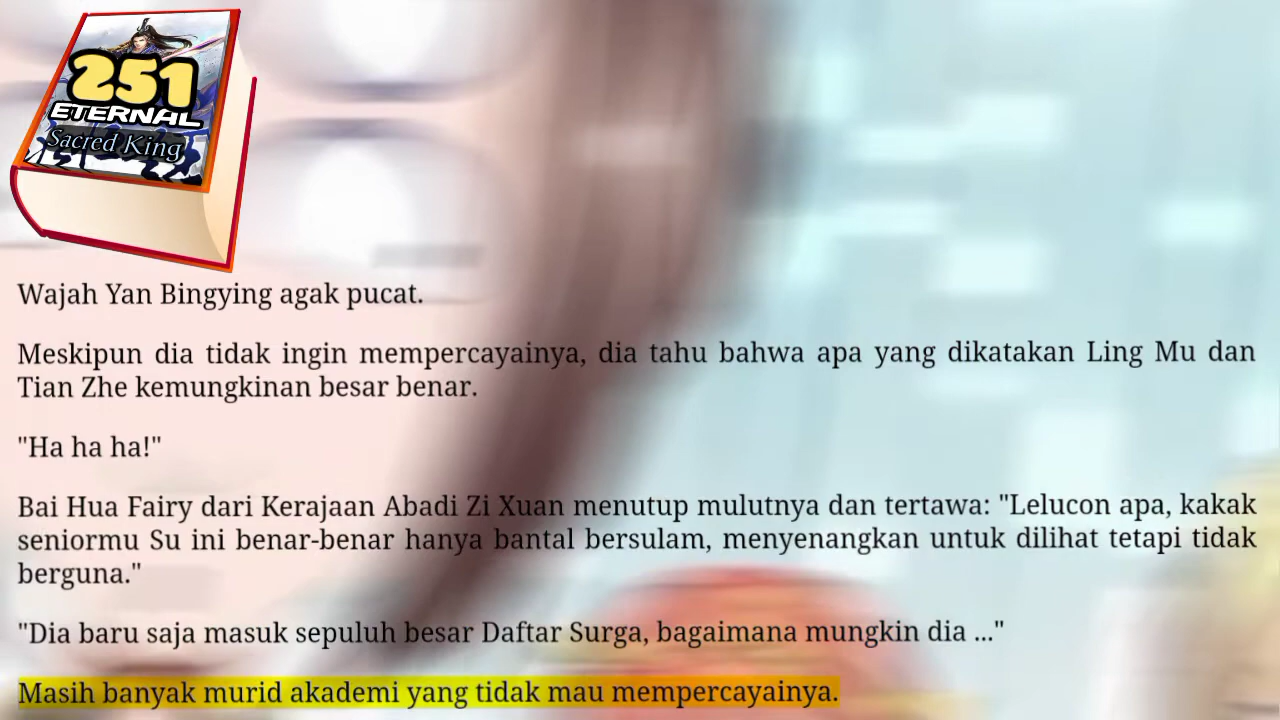 251
ETERNAL
Sacred King
Wajah Yan Bingying agak pucat.
Meskipun dia tidak ingin mempercayainya, dia tahu bahwa apa yang dikatakan Ling Mu dan
Tian Zhe kemungkinan besar benar.
"Ha ha ha!"
Bai Hua Fairy dari Kerajaan Abadi Zi Xuan menutup mulutnya dan tertawa: "Lelucon apa, kakak
seniormu Su ini benar-benar hanya bantal bersulam, menyenangkan untuk dilihat tetapi tidak
berguna."
"Dia baru saja masuk sepuluh besar Daftar Surga, bagaimana mungkin dia ..."
Masih banyak murid akademi yang tidak mau mempercayainya.